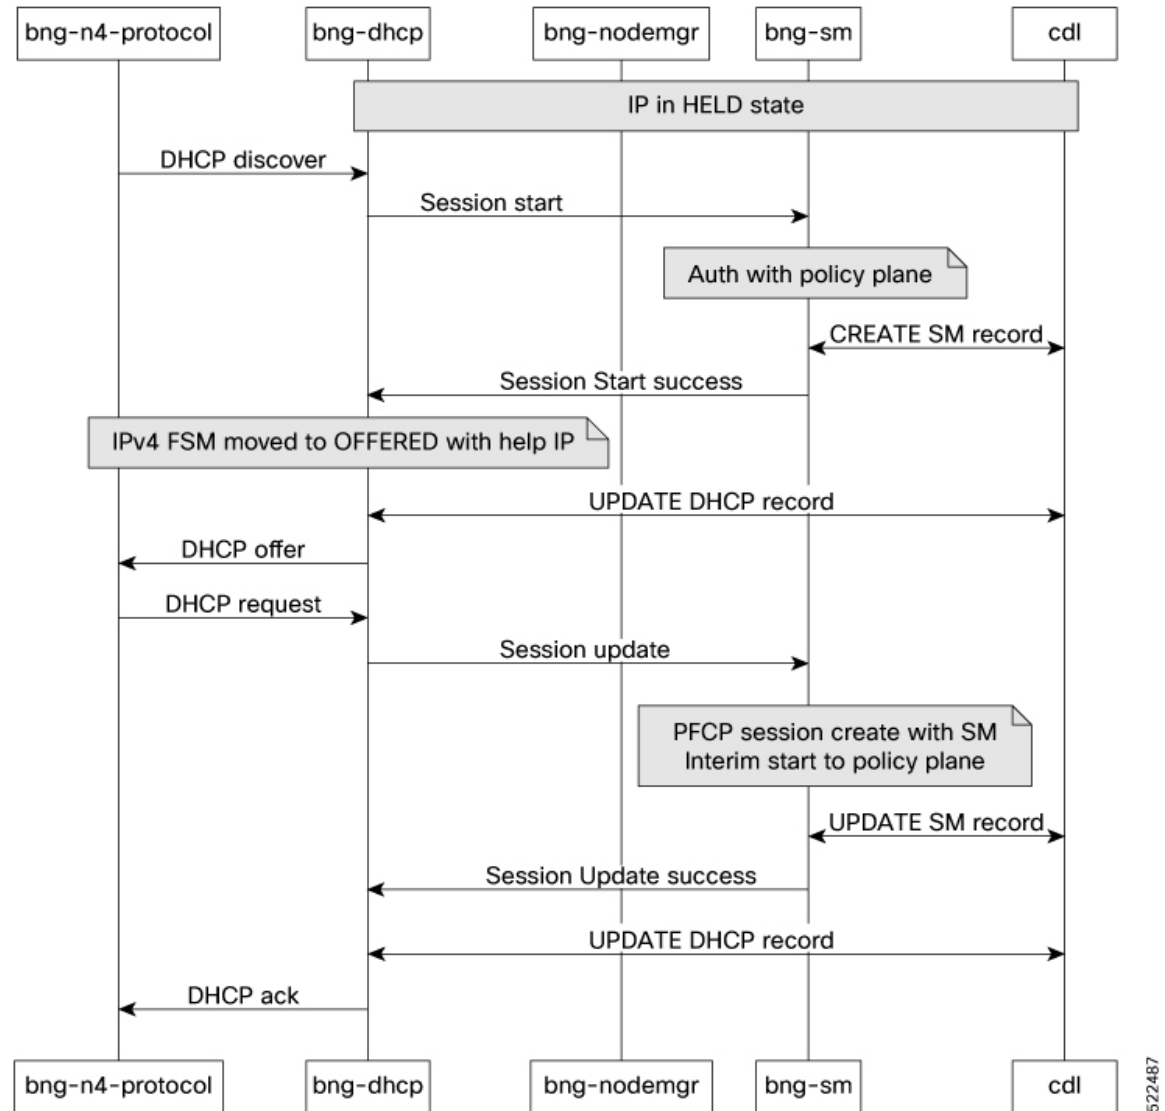 bng-n4-protocol bng-dhcp bng-nodemgr bng-sm cdl
IP in HELD state
DHCP discover
Session start
Auth with policy plane
CREATE SM record
Session Start success
IPv4 FSM moved to OFFERED with help IP
UPDATE DHCP record
DHCP offer
DHCP request
Session update
PFCP session create with SM
Interim start to policy plane
UPDATE SM record
Session Update success
UPDATE DHCP record
DHCP ack
bng-n4-protocol bng-dhcp bng-nodemgr bng-sm cdl
522487